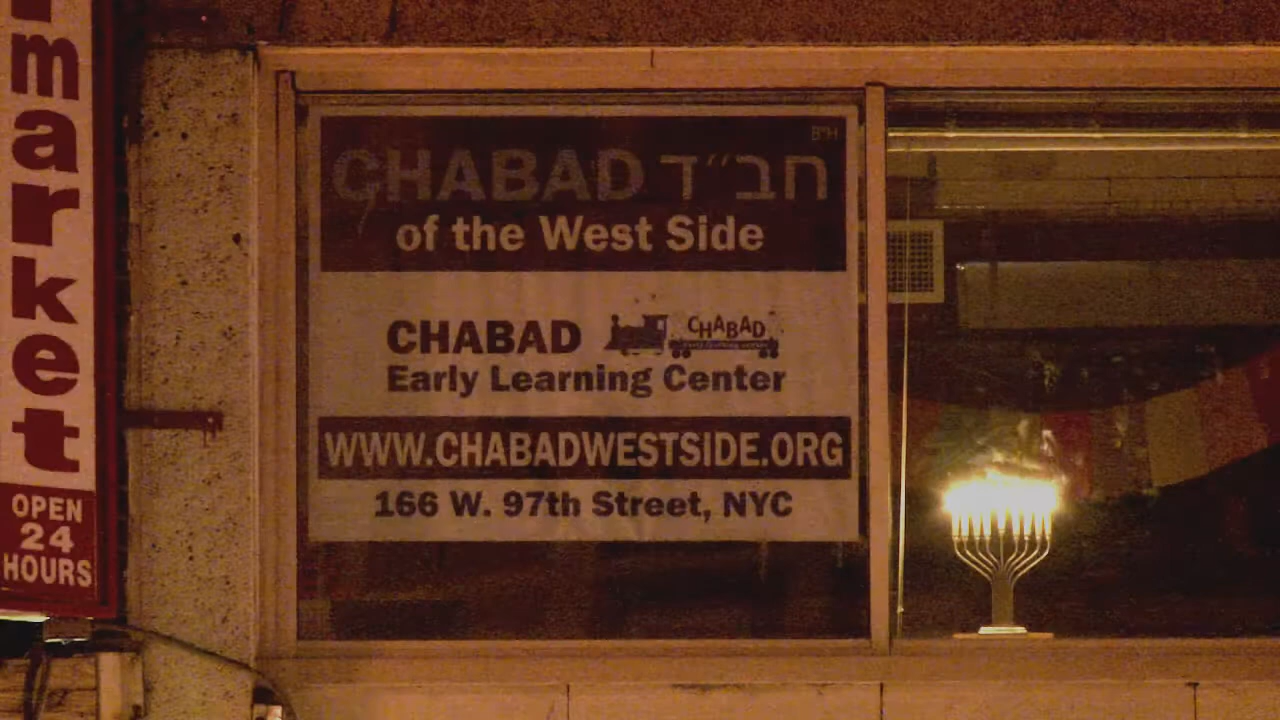 market
OPEN
24
HOURS
B"H
CHABAD חב״ד
of the West Side
CHABAD
CHABAD
Early Learning Center
WWW.CHABADWESTSIDE.ORG
166 W. 97th Street, NYC